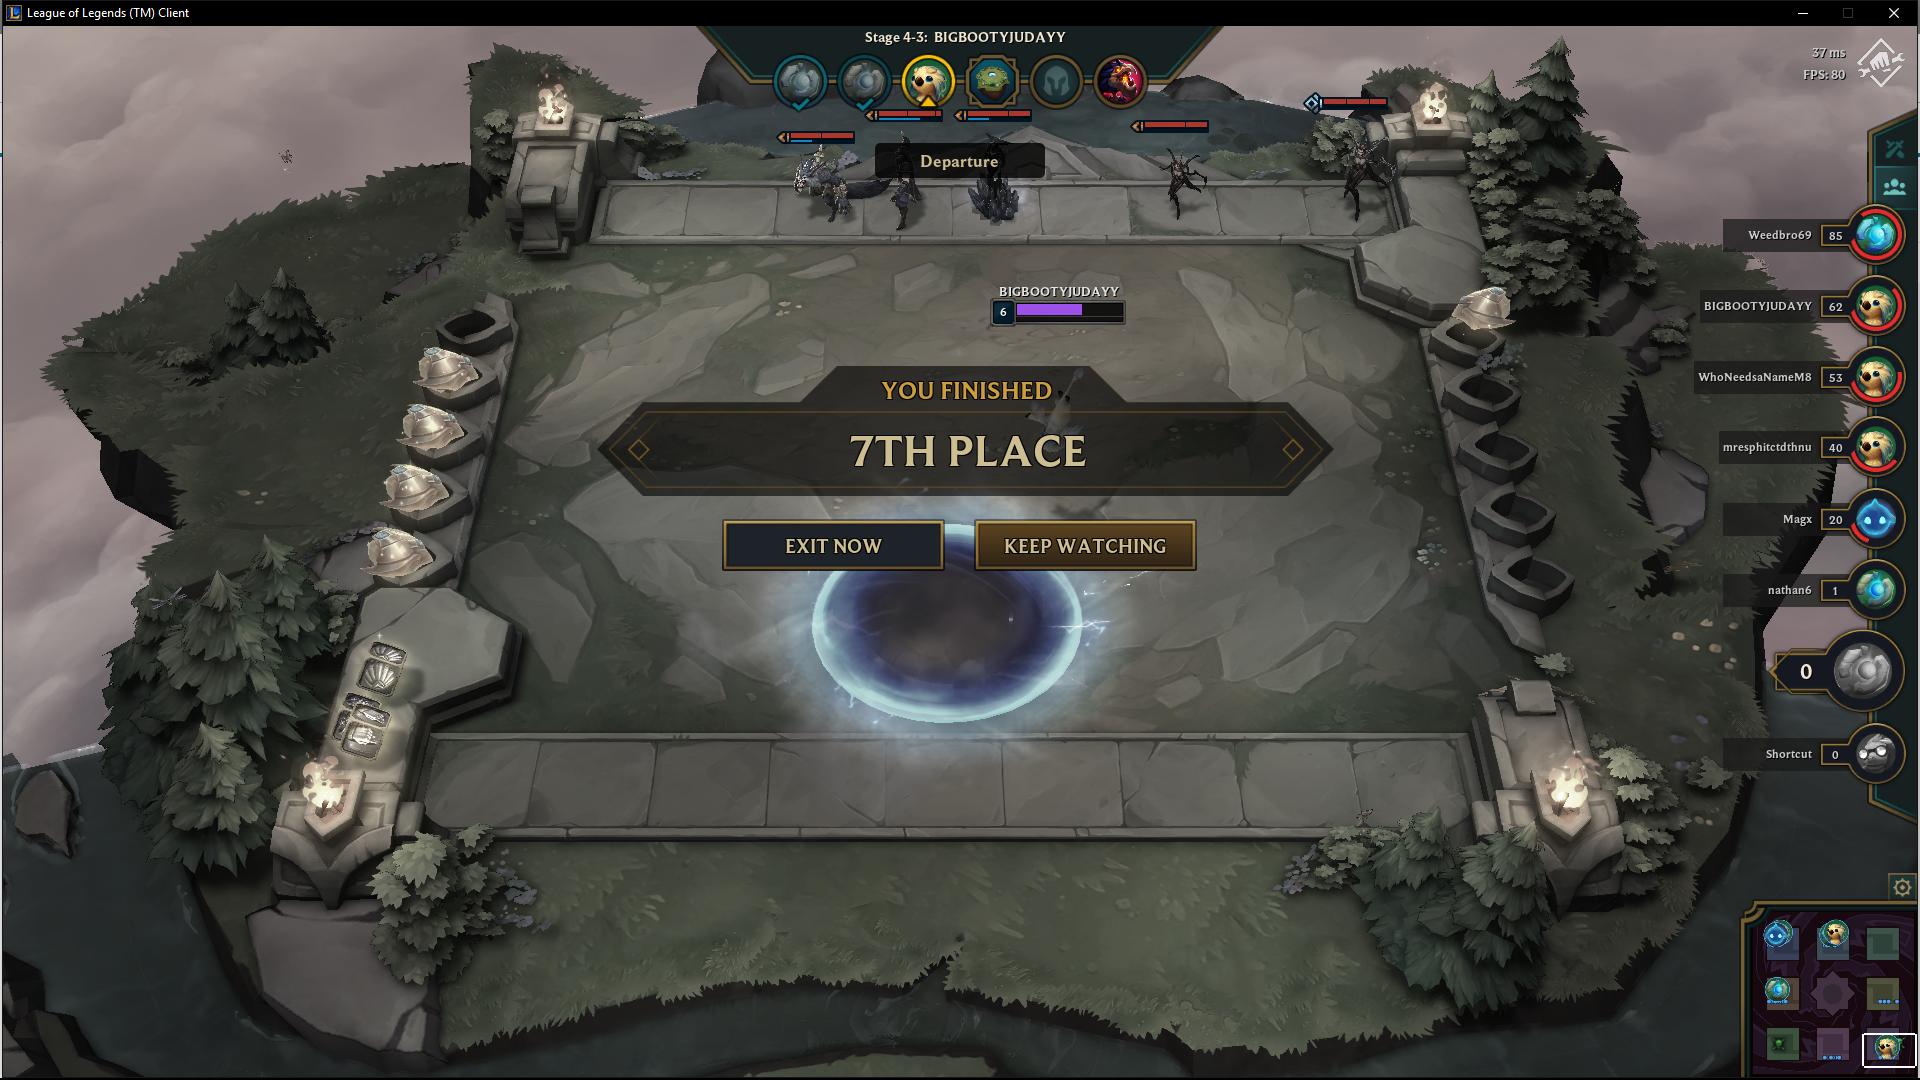 League of Legends (TM) Client
Stage 4-3: BIGBOOTYJUDAYY
37 ms
FPS: 80
Departure
Weedbro69 85
BIGBOOTYJUDAYY
6
BIGBOOTYJUDAYY 62
WhoNeedsaNameM8 53
YOU FINISHED
7TH PLACE
mresphitctdthnu 40
Magx 20
EXIT NOW
KEEP WATCHING
nathan6 1
0
Shortcut 0